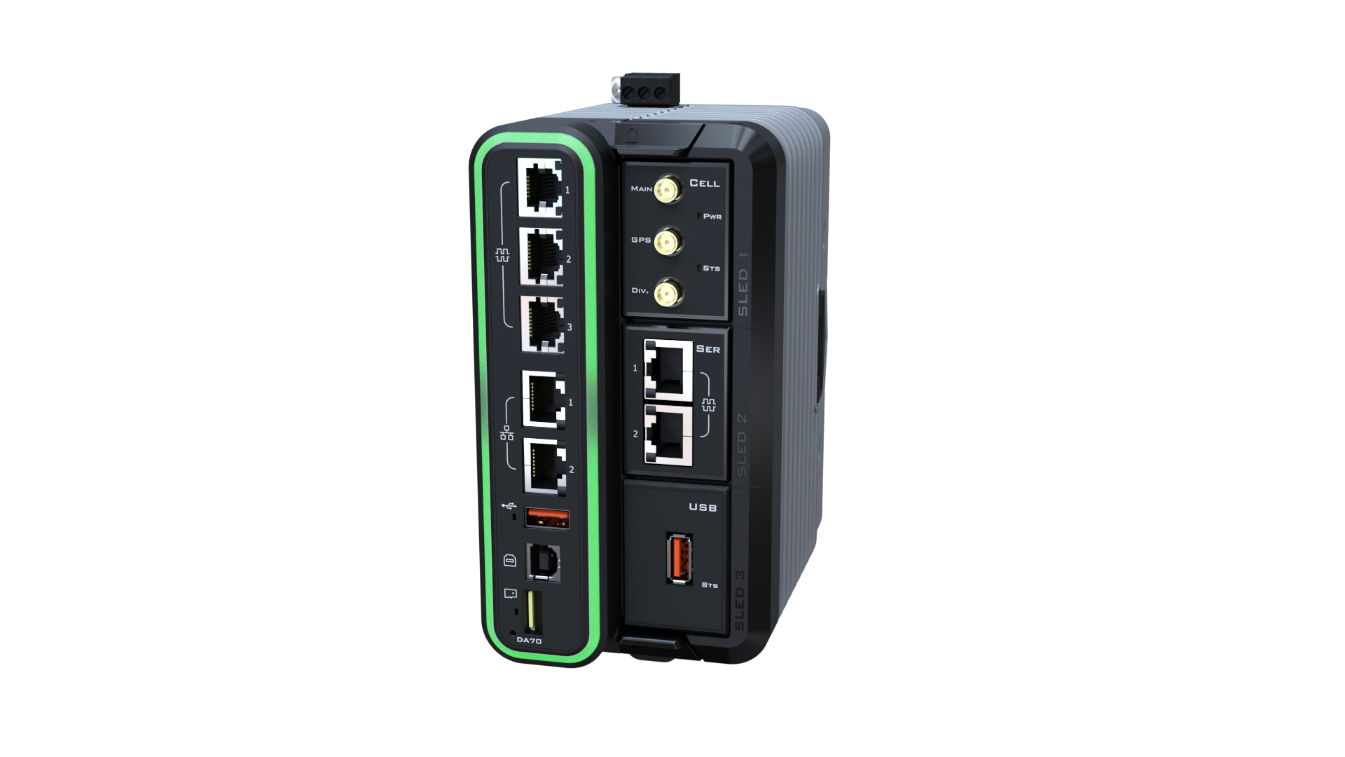 1
2
3
1
2
DA70
MAIN CELL
PWR
GPS
STS
DIV.
SLED 1
SER
1
2
SLED 2
USB
STS
SLED 3